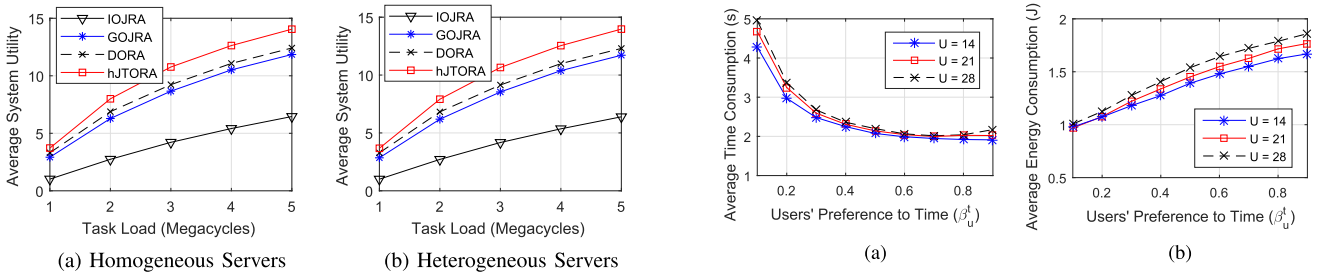 Average System Utility
15
10
5
0
IOJRA
GOJRA
DORA
hJTORA
1 2 3 4 5
Task Load (Megacycles)
(a) Homogeneous Servers
Average System Utility
15
10
5
0
IOJRA
GOJRA
DORA
hJTORA
1 2 3 4 5
Task Load (Megacycles)
(b) Heterogeneous Servers
Average Time Consumption (s)
5
4
3
2
1
U = 14
U = 21
U = 28
0.2 0.4 0.6 0.8
Users' Preference to Time (β_u^t)
(a)
Average Energy Consumption (J)
2
1.5
1
0.5
U = 14
U = 21
U = 28
0.2 0.4 0.6 0.8
Users' Preference to Time (β_u^t)
(b)